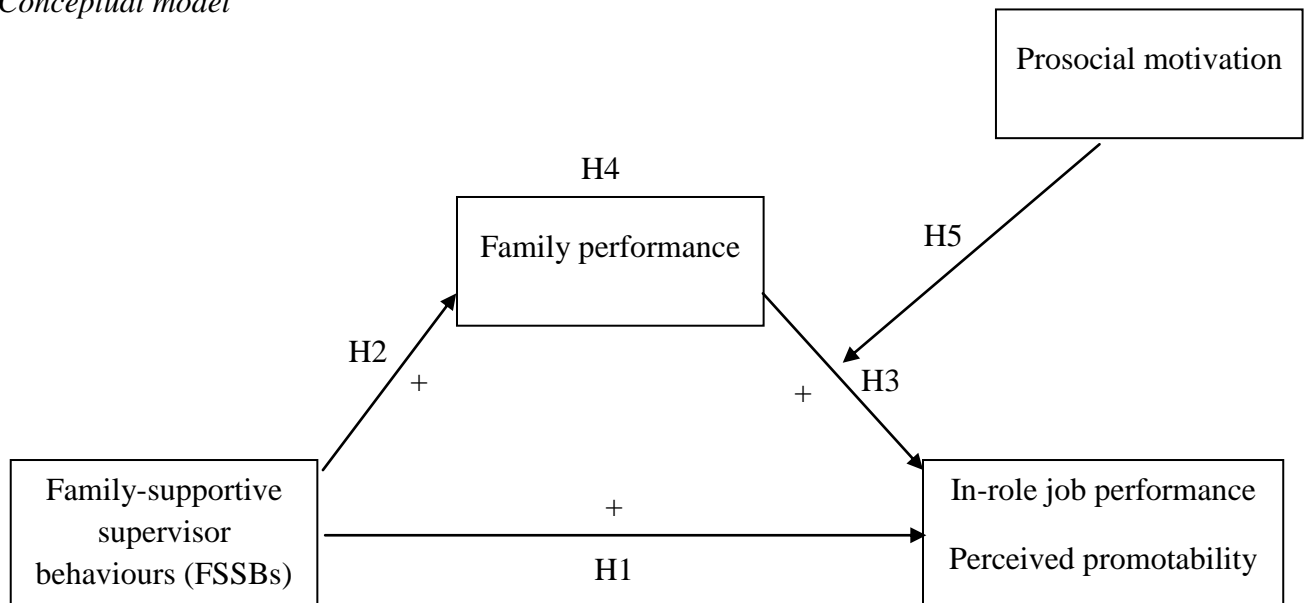 Conceptual model
Prosocial motivation
H4
Family performance
H5
H2
+
H3
+
Family-supportive
supervisor
behaviours (FSSBs)
+
H1
In-role job performance
Perceived promotability